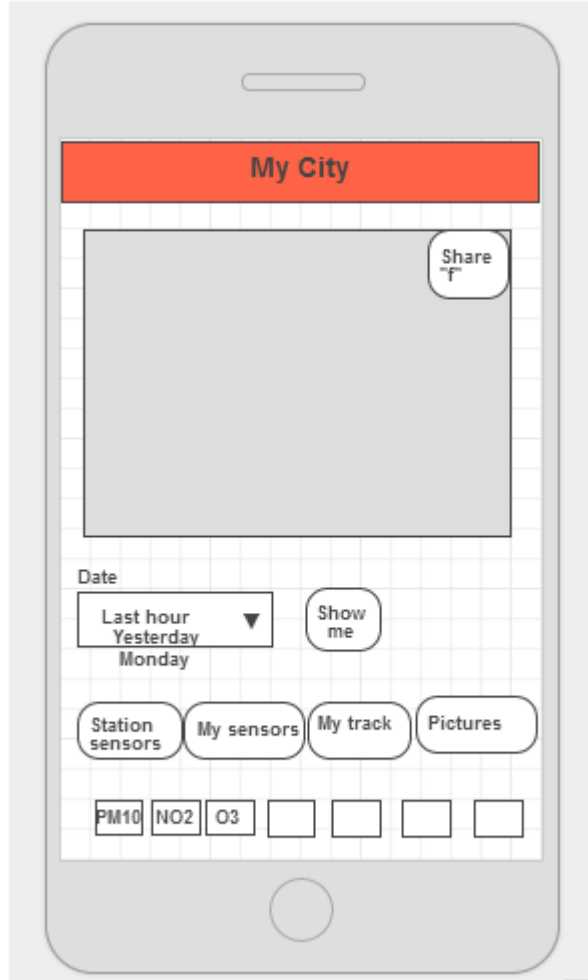 My City
Share
"f"
Date
Last hour
Yesterday
Monday
Show
me
Station
sensors
My sensors
My track
Pictures
PM10
NO2
O3